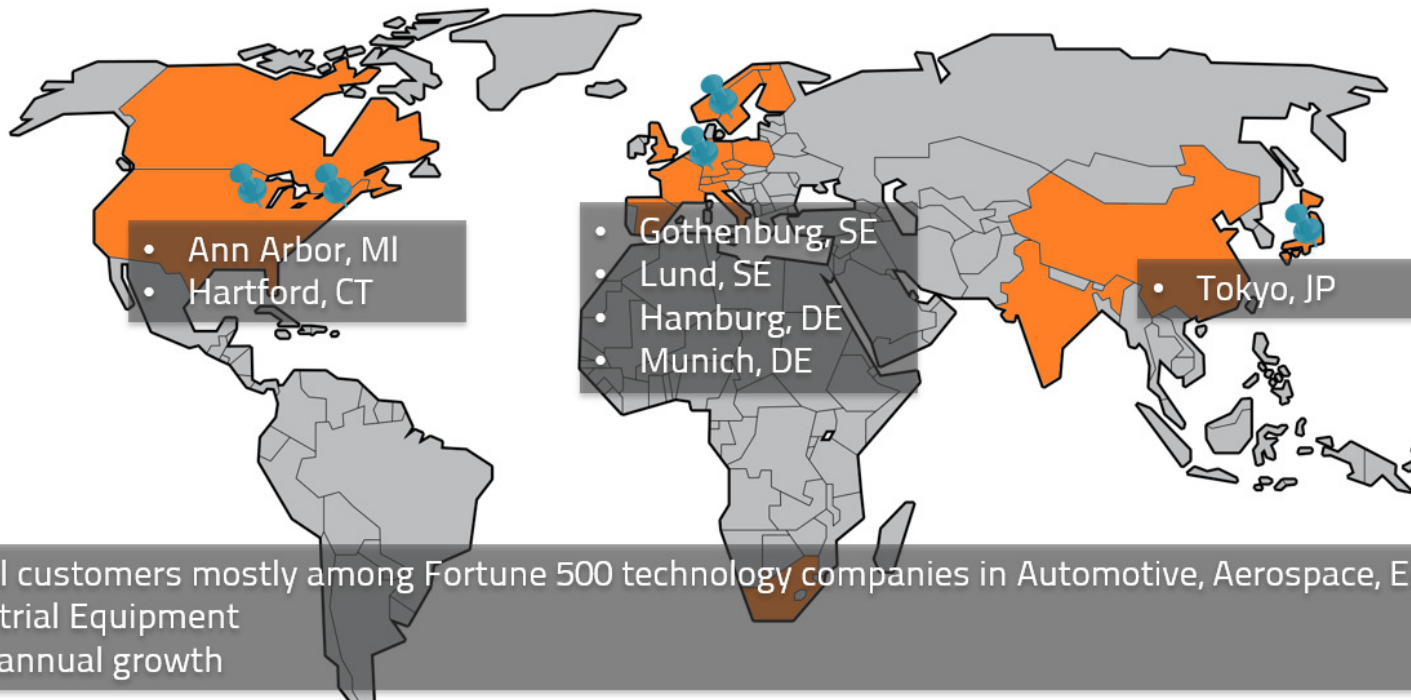 • Ann Arbor, MI
• Hartford, CT
• Gothenburg, SE
• Lund, SE
• Hamburg, DE
• Munich, DE
• Tokyo, JP
l customers mostly among Fortune 500 technology companies in Automotive, Aerospace, E
trial Equipment
annual growth